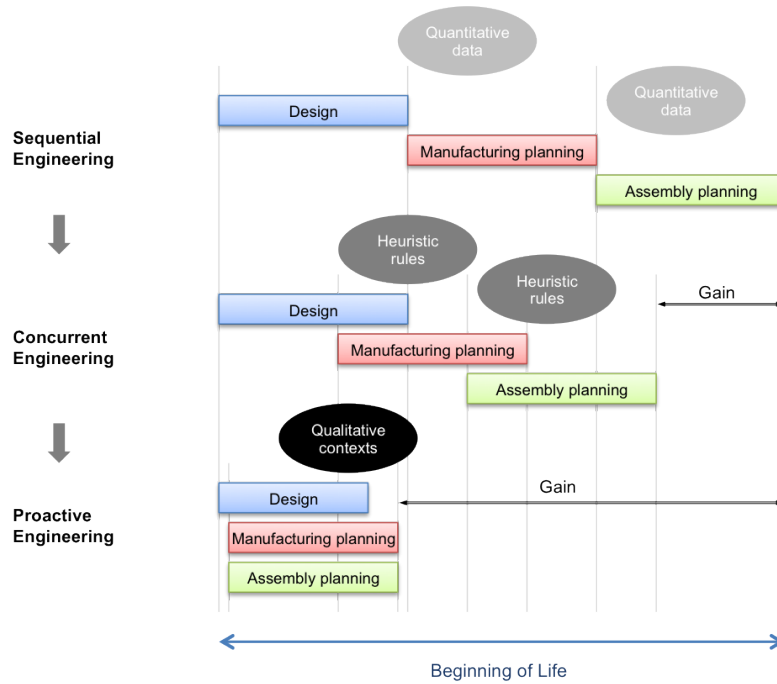 Quantitative
data
Quantitative
data
Design
Sequential
Engineering
Manufacturing planning
Assembly planning
Heuristic
rules
Heuristic
rules
Gain
Design
Concurrent
Engineering
Manufacturing planning
Assembly planning
Qualitative
contexts
Gain
Design
Proactive
Engineering
Manufacturing planning
Assembly planning
Beginning of Life